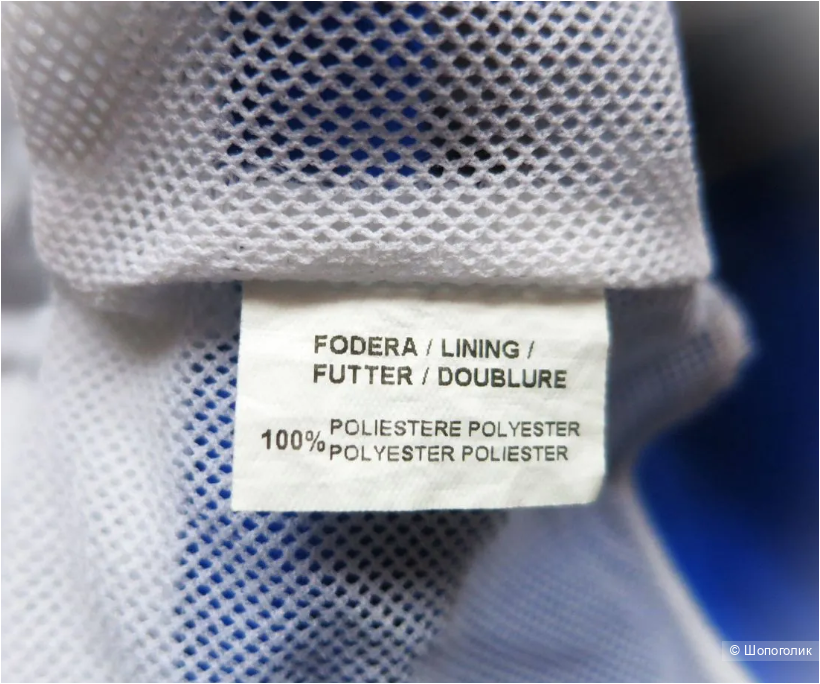 FODERA / LINING /
FUTTER / DOUBLURE
100% POLIESTERE POLYESTER
POLYESTER POLIESTER
© Шопоголик